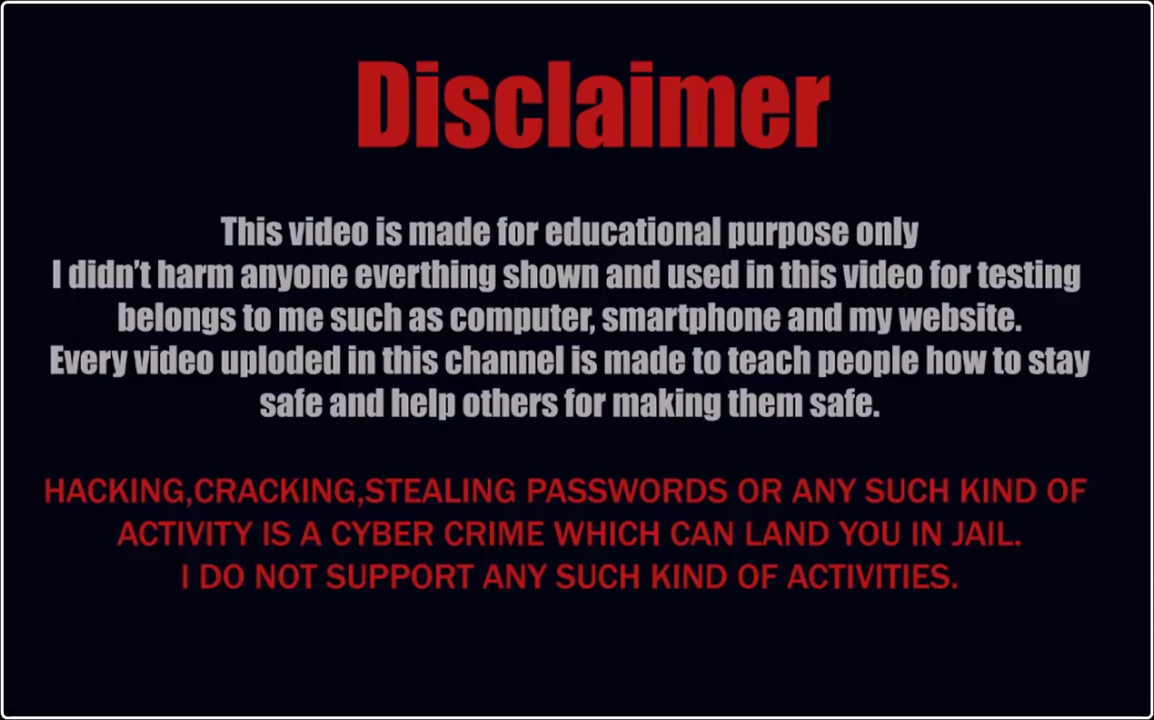 Disclaimer
This video is made for educational purpose only
I didn't harm anyone everthing shown and used in this video for testing
belongs to me such as computer, smartphone and my website.
Every video uploded in this channel is made to teach people how to stay
safe and help others for making them safe.
HACKING,CRACKING,STEALING PASSWORDS OR ANY SUCH KIND OF
ACTIVITY IS A CYBER CRIME WHICH CAN LAND YOU IN JAIL.
I DO NOT SUPPORT ANY SUCH KIND OF ACTIVITIES.